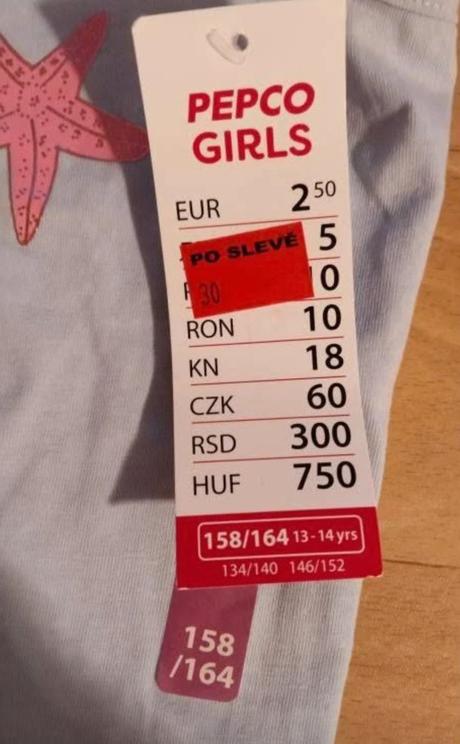 PEPCO
GIRLS
EUR 2 50
5
PO SLEVĚ
30
0
RON 10
KN 18
CZK 60
RSD 300
HUF 750
158/164 13-14 yrs
134/140 146/152
158
/164